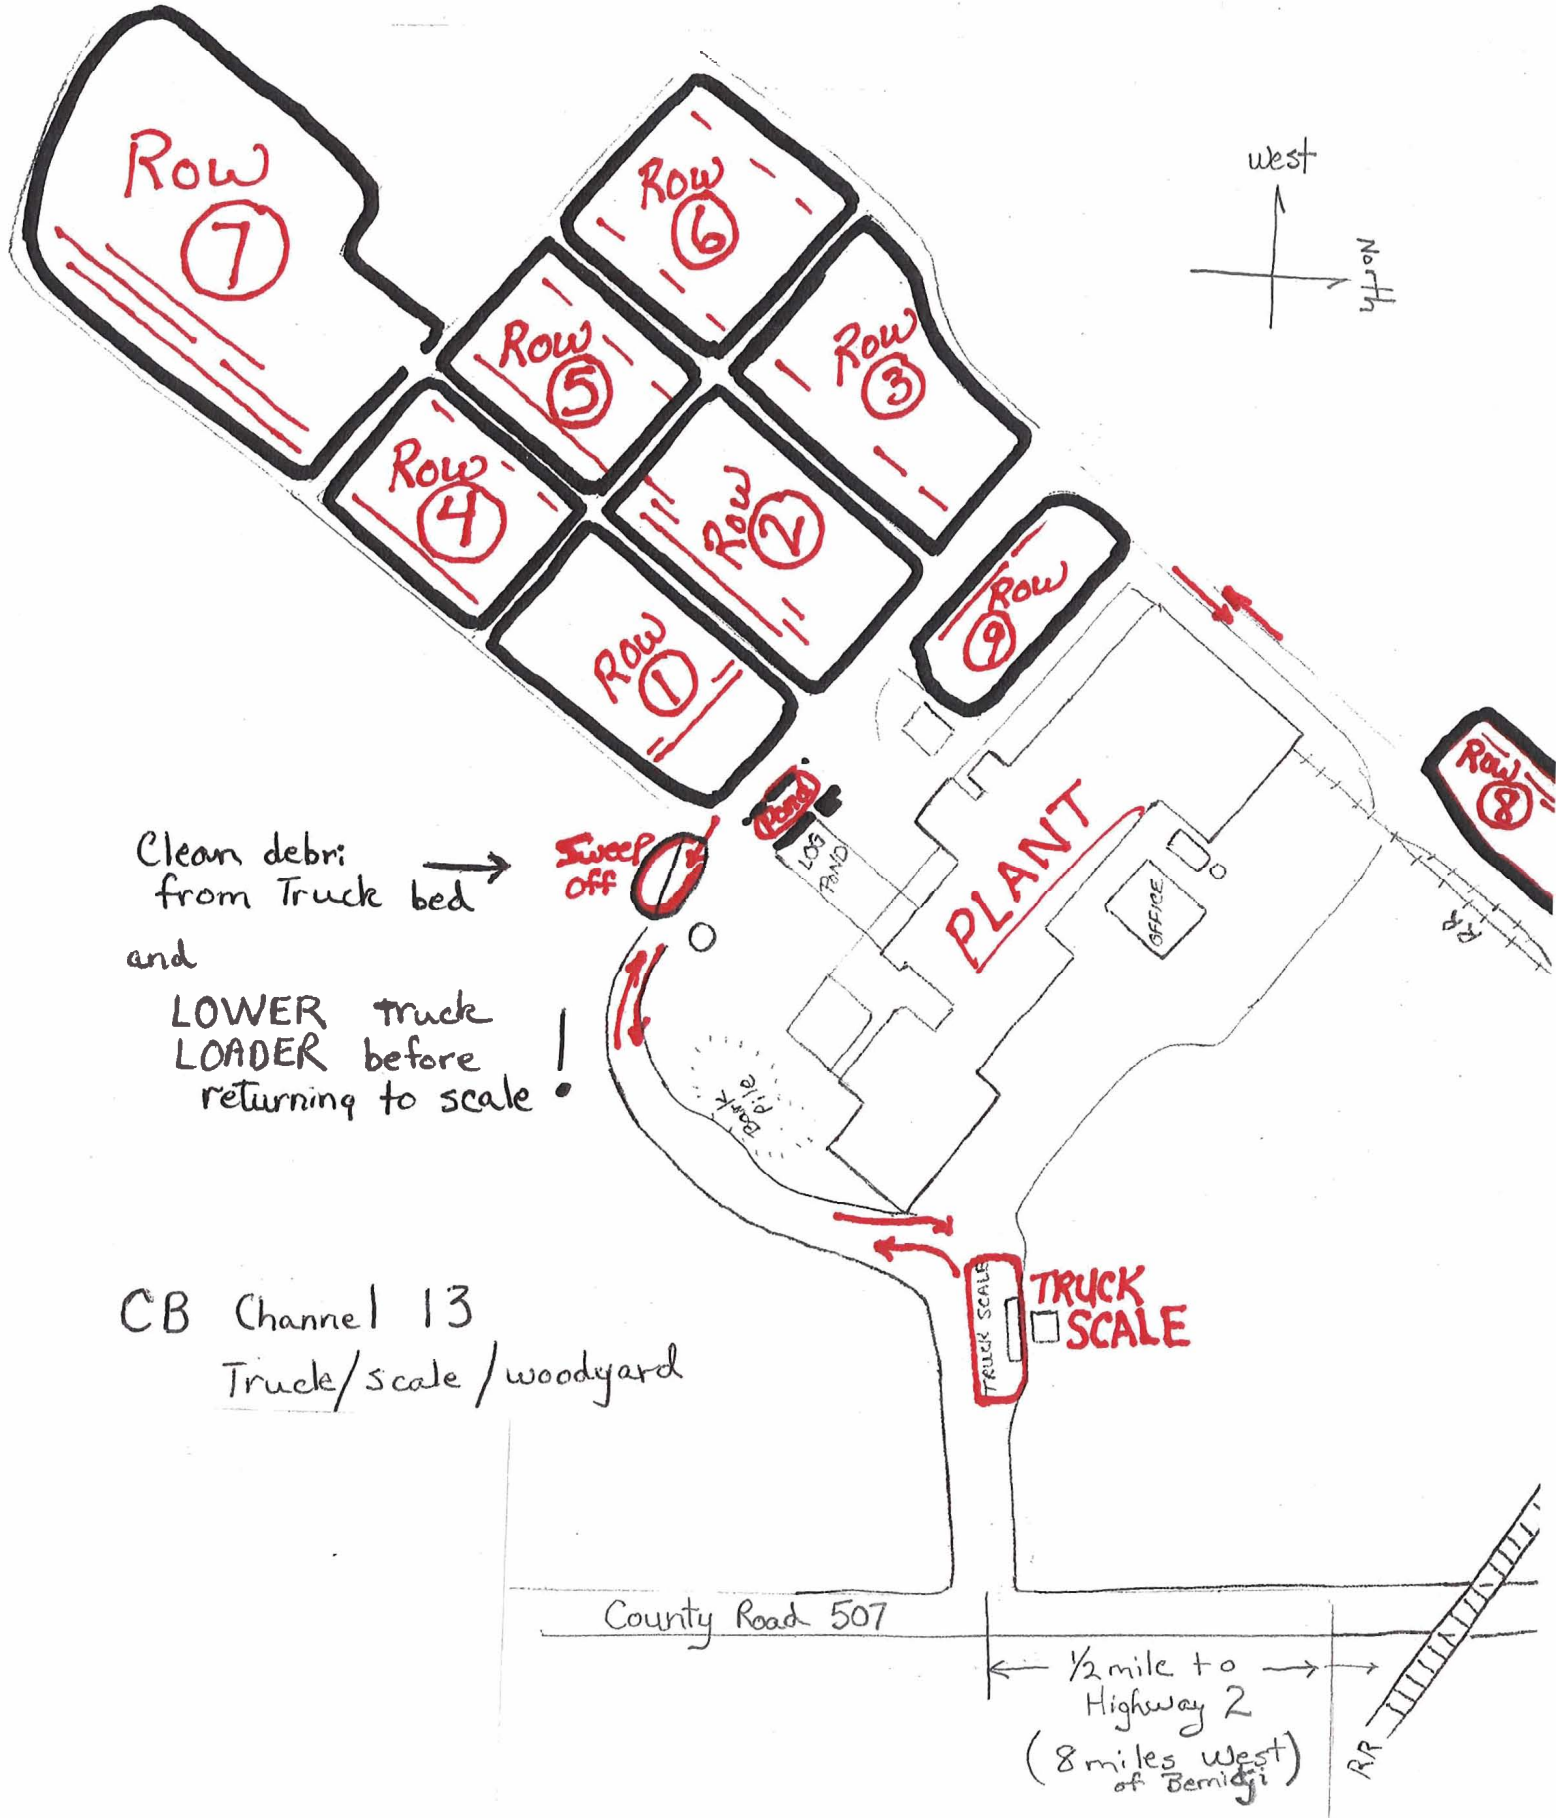 Row
7
Row
6
west
North
Row
5
Row
3
Row
4
Row
2
Row
9
Row
1
Row
8
Pond
LOG
POND
PLANT
OFFICE
RR
Clean debri
from Truck bed
and
LOWER truck
LOADER before
returning to scale !
Sweep
off
Bark
pile
CB Channel 13
Truck/scale/woodyard
TRUCK SCALE
TRUCK
SCALE
County Road 507
1/2 mile to
Highway 2
(8 miles west)
of Bemidji
RR